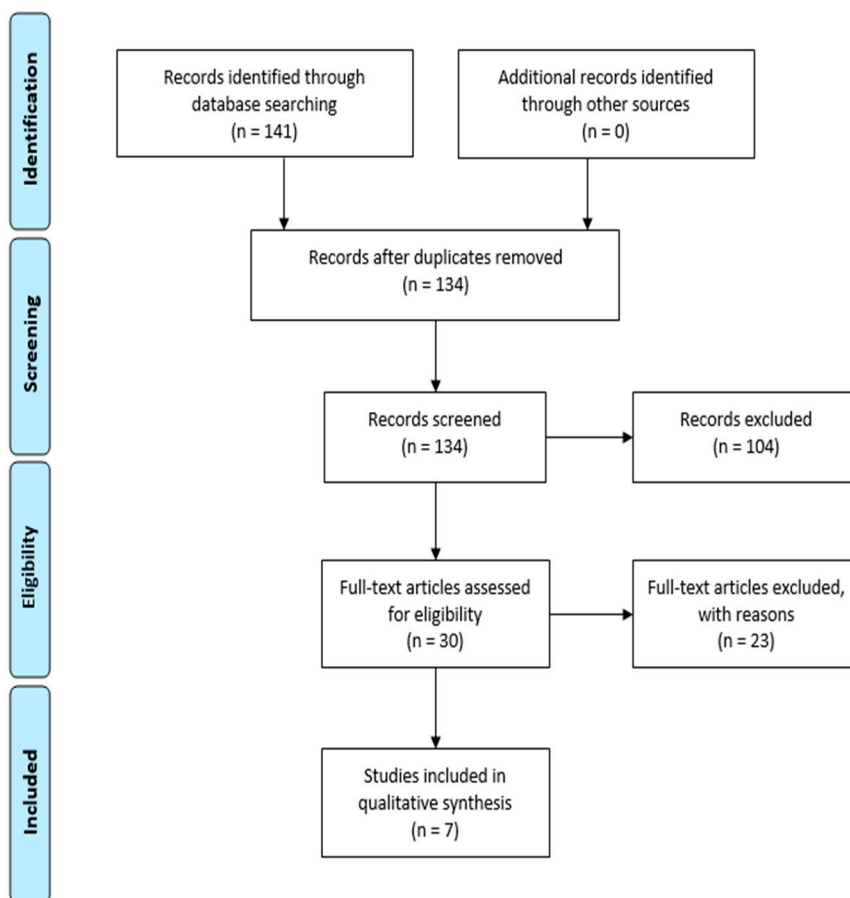 Identification
Records identified through
database searching
(n = 141)
Additional records identified
through other sources
(n = 0)
Screening
Records after duplicates removed
(n = 134)
Records screened
(n = 134)
Records excluded
(n = 104)
Eligibility
Full-text articles assessed
for eligibility
(n = 30)
Full-text articles excluded,
with reasons
(n = 23)
Included
Studies included in
qualitative synthesis
(n = 7)